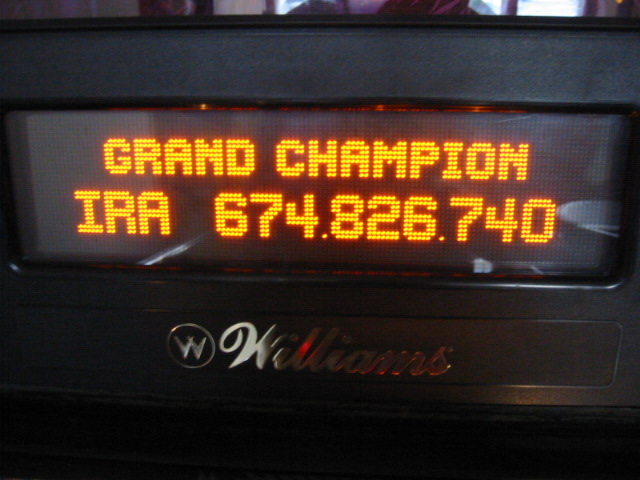 GRAND CHAMPION
IRA 674.826.740
W Williams